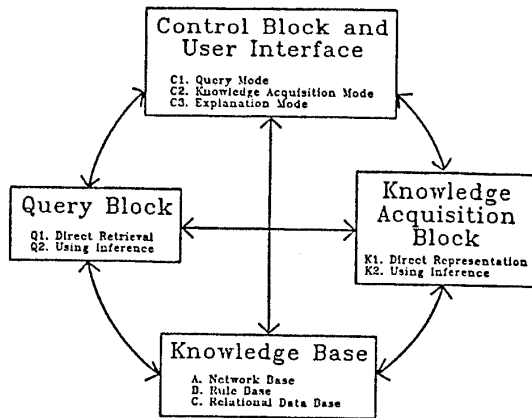 Control Block and
User Interface
C1. Query Mode
C2. Knowledge Acquisition Mode
C3. Explanation Mode
Query Block
Q1. Direct Retrieval
Q2. Using Inference
Knowledge
Acquisition
Block
K1. Direct Representation
K2. Using Inference
Knowledge Base
A. Network Base
B. Rule Base
C. Relational Data Base